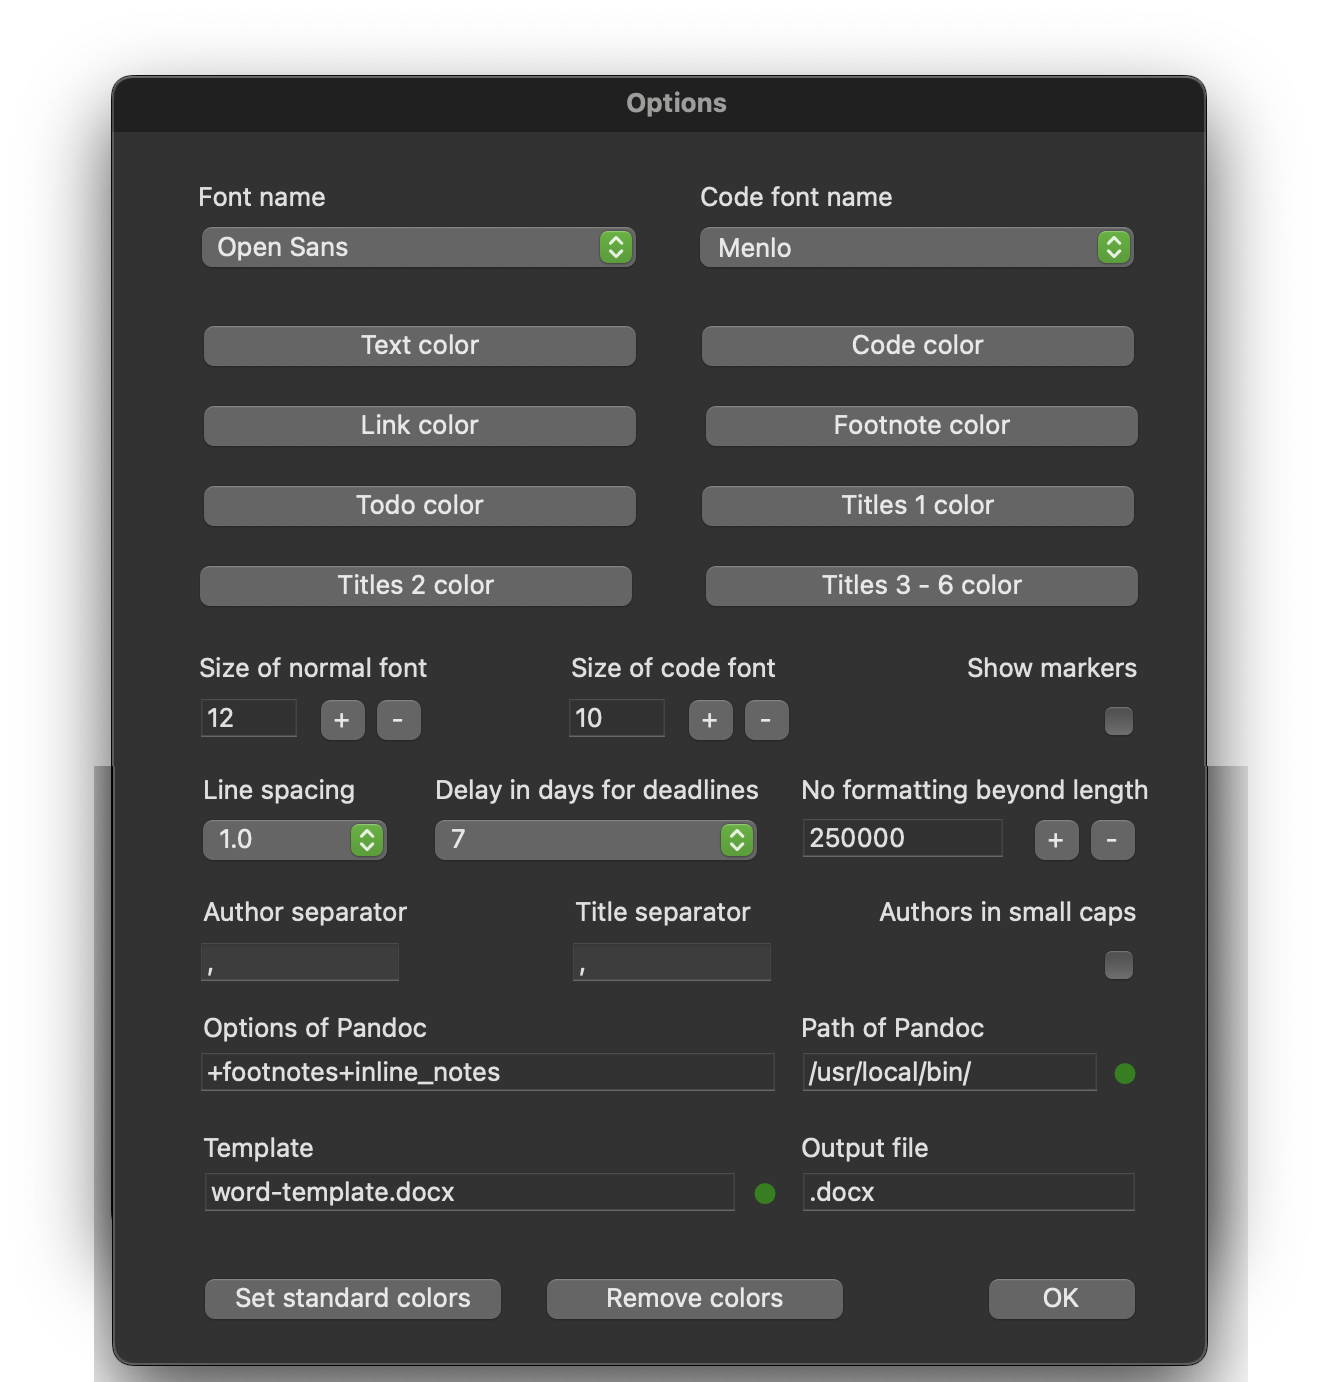 Options
Font name Code font name
Open Sans Menlo
Text color Code color
Link color Footnote color
Todo color Titles 1 color
Titles 2 color Titles 3 - 6 color
Size of normal font Size of code font Show markers
12 + - 10 + -
Line spacing Delay in days for deadlines No formatting beyond length
1.0 7 250000 + -
Author separator Title separator Authors in small caps
, ,
Options of Pandoc Path of Pandoc
+footnotes+inline_notes /usr/local/bin/
Template Output file
word-template.docx .docx
Set standard colors Remove colors OK